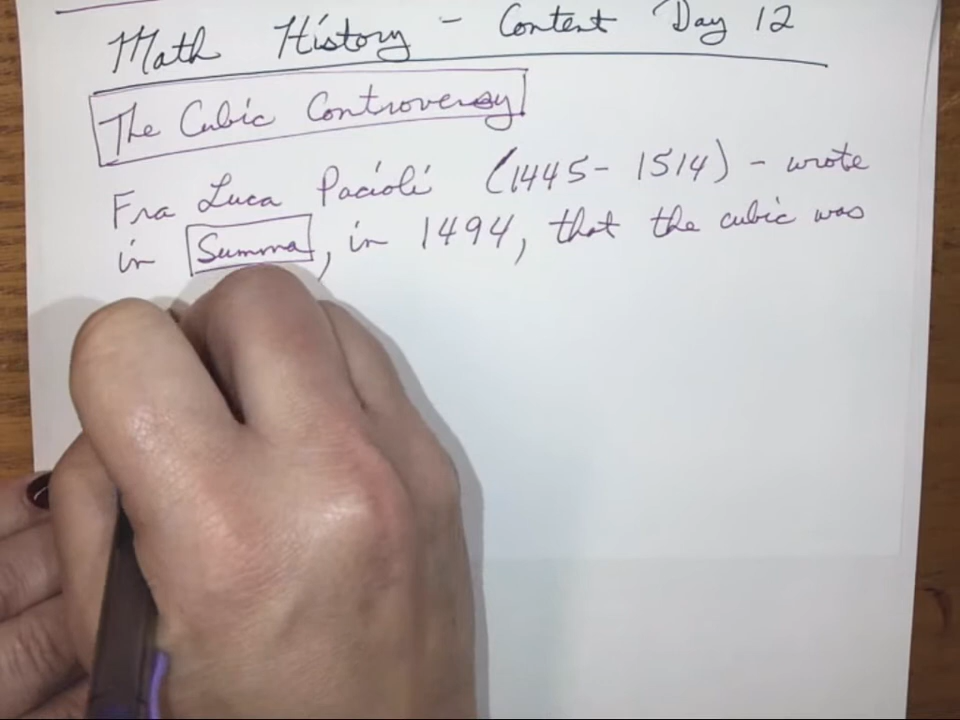 Math History - Content Day 12
The Cubic Controversy
Fra Luca Pacioli (1445 - 1514) - wrote
in Summa, in 1494, that the cubic was